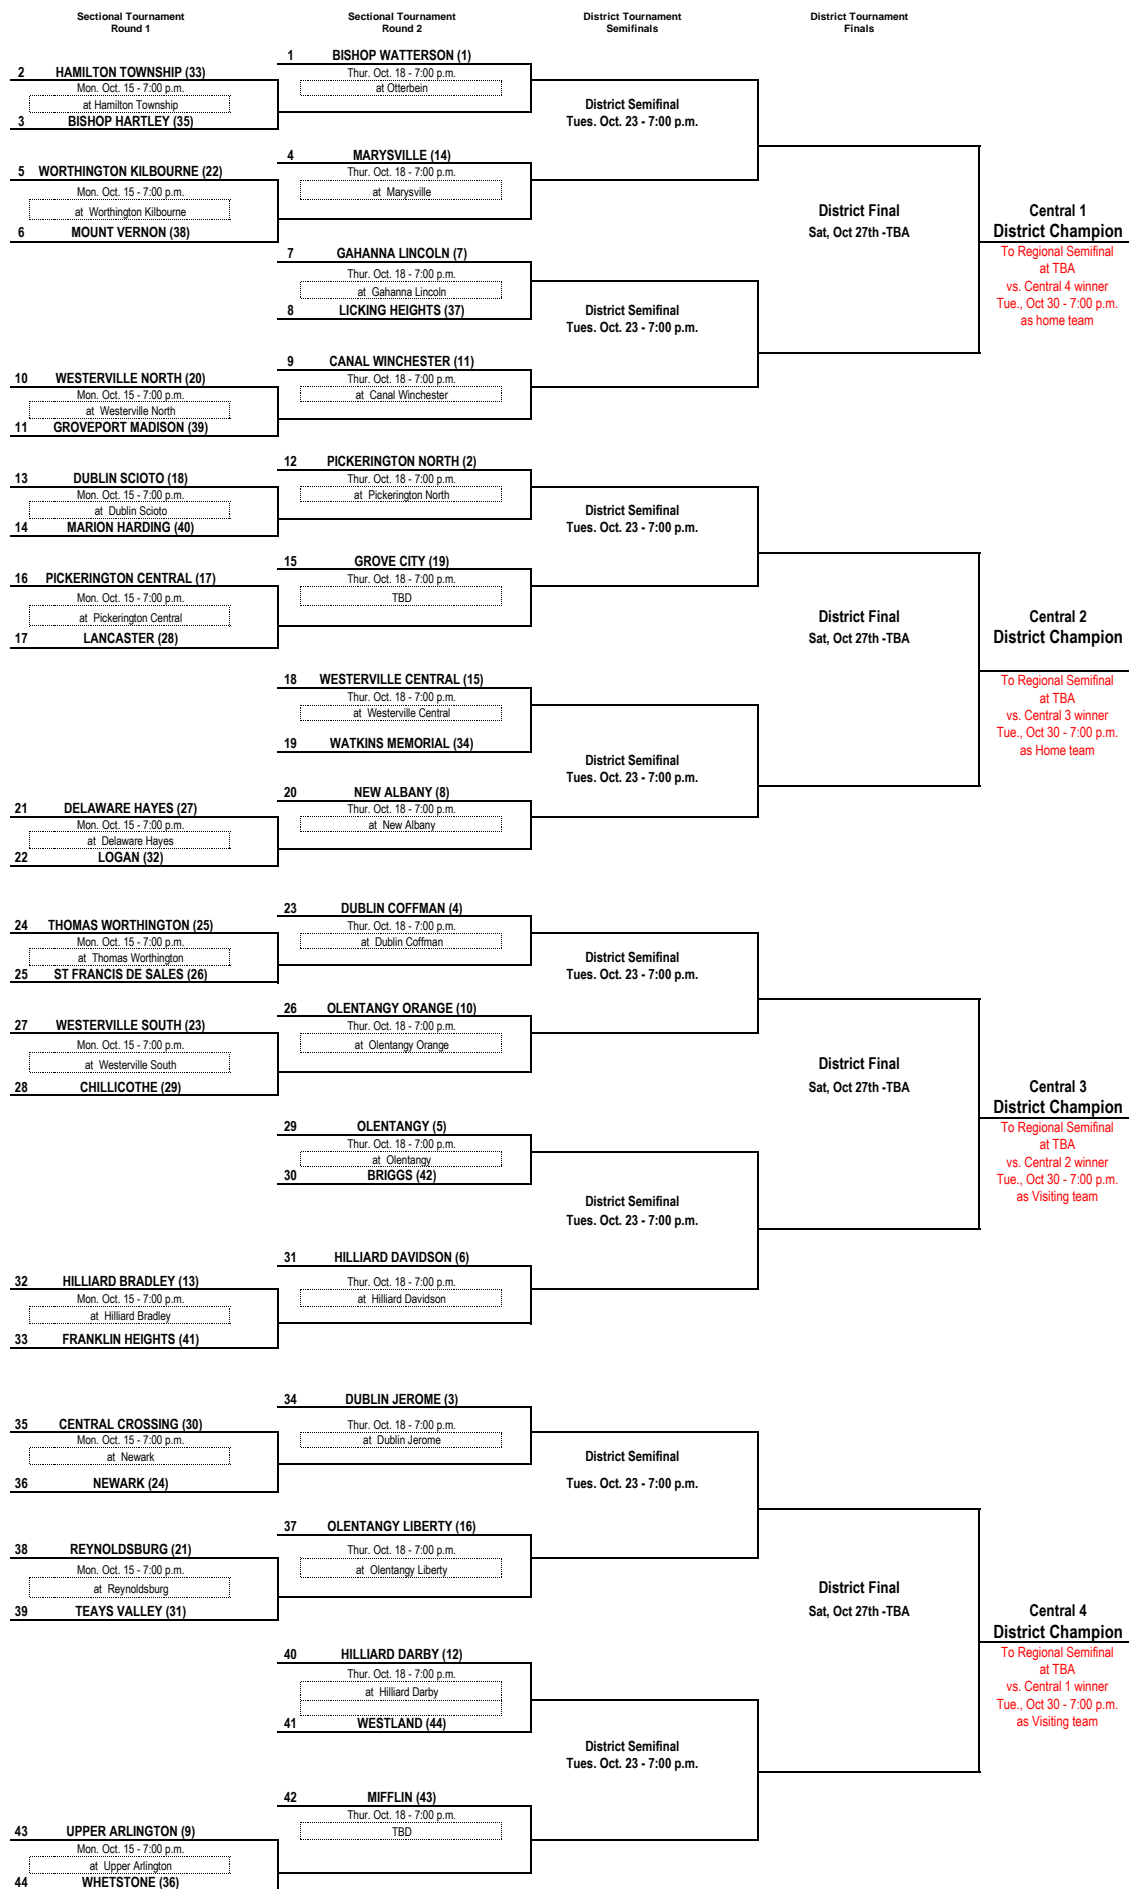 Sectional Tournament
Round 1
Sectional Tournament
Round 2
District Tournament
Semifinals
District Tournament
Finals
1 BISHOP WATTERSON (1)
Thur. Oct. 18 - 7:00 p.m.
at Otterbein
2 HAMILTON TOWNSHIP (33)
Mon. Oct. 15 - 7:00 p.m.
at Hamilton Township
3 BISHOP HARTLEY (35)
District Semifinal
Tues. Oct. 23 - 7:00 p.m.
4 MARYSVILLE (14)
Thur. Oct. 18 - 7:00 p.m.
at Marysville
5 WORTHINGTON KILBOURNE (22)
Mon. Oct. 15 - 7:00 p.m.
at Worthington Kilbourne
6 MOUNT VERNON (38)
District Final
Sat, Oct 27th -TBA
Central 1
District Champion
To Regional Semifinal
at TBA
vs. Central 4 winner
Tue., Oct 30 - 7:00 p.m.
as home team
7 GAHANNA LINCOLN (7)
Thur. Oct. 18 - 7:00 p.m.
at Gahanna Lincoln
8 LICKING HEIGHTS (37)
District Semifinal
Tues. Oct. 23 - 7:00 p.m.
9 CANAL WINCHESTER (11)
Thur. Oct. 18 - 7:00 p.m.
at Canal Winchester
10 WESTERVILLE NORTH (20)
Mon. Oct. 15 - 7:00 p.m.
at Westerville North
11 GROVEPORT MADISON (39)
12 PICKERINGTON NORTH (2)
Thur. Oct. 18 - 7:00 p.m.
at Pickerington North
13 DUBLIN SCIOTO (18)
Mon. Oct. 15 - 7:00 p.m.
at Dublin Scioto
14 MARION HARDING (40)
District Semifinal
Tues. Oct. 23 - 7:00 p.m.
15 GROVE CITY (19)
Thur. Oct. 18 - 7:00 p.m.
TBD
16 PICKERINGTON CENTRAL (17)
Mon. Oct. 15 - 7:00 p.m.
at Pickerington Central
17 LANCASTER (28)
District Final
Sat, Oct 27th -TBA
Central 2
District Champion
To Regional Semifinal
at TBA
vs. Central 3 winner
Tue., Oct 30 - 7:00 p.m.
as Home team
18 WESTERVILLE CENTRAL (15)
Thur. Oct. 18 - 7:00 p.m.
at Westerville Central
19 WATKINS MEMORIAL (34)
District Semifinal
Tues. Oct. 23 - 7:00 p.m.
20 NEW ALBANY (8)
Thur. Oct. 18 - 7:00 p.m.
at New Albany
21 DELAWARE HAYES (27)
Mon. Oct. 15 - 7:00 p.m.
at Delaware Hayes
22 LOGAN (32)
23 DUBLIN COFFMAN (4)
Thur. Oct. 18 - 7:00 p.m.
at Dublin Coffman
24 THOMAS WORTHINGTON (25)
Mon. Oct. 15 - 7:00 p.m.
at Thomas Worthington
25 ST FRANCIS DE SALES (26)
District Semifinal
Tues. Oct. 23 - 7:00 p.m.
26 OLENTANGY ORANGE (10)
Thur. Oct. 18 - 7:00 p.m.
at Olentangy Orange
27 WESTERVILLE SOUTH (23)
Mon. Oct. 15 - 7:00 p.m.
at Westerville South
28 CHILLICOTHE (29)
District Final
Sat, Oct 27th -TBA
Central 3
District Champion
To Regional Semifinal
at TBA
vs. Central 2 winner
Tue., Oct 30 - 7:00 p.m.
as Visiting team
29 OLENTANGY (5)
Thur. Oct. 18 - 7:00 p.m.
at Olentangy
30 BRIGGS (42)
District Semifinal
Tues. Oct. 23 - 7:00 p.m.
31 HILLIARD DAVIDSON (6)
Thur. Oct. 18 - 7:00 p.m.
at Hilliard Davidson
32 HILLIARD BRADLEY (13)
Mon. Oct. 15 - 7:00 p.m.
at Hilliard Bradley
33 FRANKLIN HEIGHTS (41)
34 DUBLIN JEROME (3)
Thur. Oct. 18 - 7:00 p.m.
at Dublin Jerome
35 CENTRAL CROSSING (30)
Mon. Oct. 15 - 7:00 p.m.
at Newark
36 NEWARK (24)
District Semifinal
Tues. Oct. 23 - 7:00 p.m.
37 OLENTANGY LIBERTY (16)
Thur. Oct. 18 - 7:00 p.m.
at Olentangy Liberty
38 REYNOLDSBURG (21)
Mon. Oct. 15 - 7:00 p.m.
at Reynoldsburg
39 TEAYS VALLEY (31)
District Final
Sat, Oct 27th -TBA
Central 4
District Champion
To Regional Semifinal
at TBA
vs. Central 1 winner
Tue., Oct 30 - 7:00 p.m.
as Visiting team
40 HILLIARD DARBY (12)
Thur. Oct. 18 - 7:00 p.m.
at Hilliard Darby
41 WESTLAND (44)
District Semifinal
Tues. Oct. 23 - 7:00 p.m.
42 MIFFLIN (43)
Thur. Oct. 18 - 7:00 p.m.
TBD
43 UPPER ARLINGTON (9)
Mon. Oct. 15 - 7:00 p.m.
at Upper Arlington
44 WHETSTONE (36)